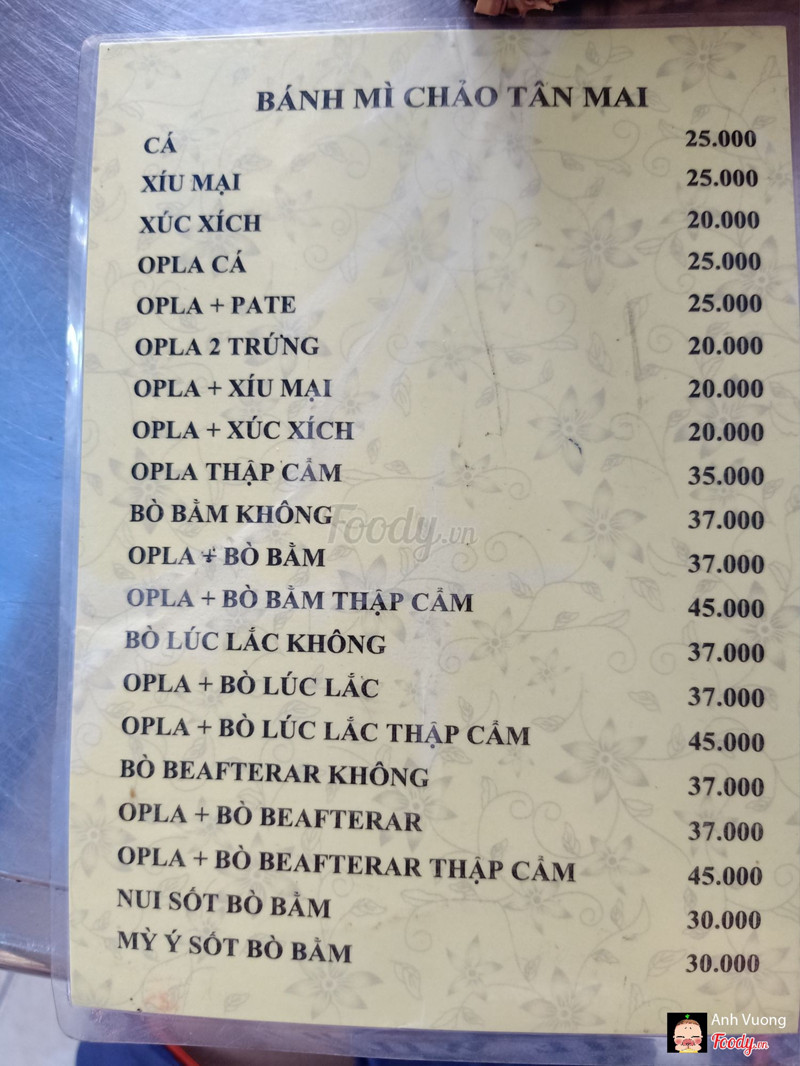 BÁNH MÌ CHẢO TÂN MAI
CÁ 25.000
XÍU MẠI 25.000
XÚC XÍCH 20.000
OPLA CÁ 25.000
OPLA + PATE 25.000
OPLA 2 TRỨNG 20.000
OPLA + XÍU MẠI 20.000
OPLA + XÚC XÍCH 20.000
OPLA THẬP CẨM 35.000
BÒ BẰM KHÔNG 37.000
Foody.vn
OPLA + BÒ BẰM 37.000
OPLA + BÒ BẰM THẬP CẨM 45.000
BÒ LÚC LẮC KHÔNG 37.000
OPLA + BÒ LÚC LẮC 37.000
OPLA + BÒ LÚC LẮC THẬP CẨM 45.000
BÒ BEAFTERAR KHÔNG 37.000
OPLA + BÒ BEAFTERAR 37.000
OPLA + BÒ BEAFTERAR THẬP CẨM 45.000
NUI SỐT BÒ BẰM 30.000
MỲ Ý SỐT BÒ BẰM 30.000
Anh Vuong
Foody.vn